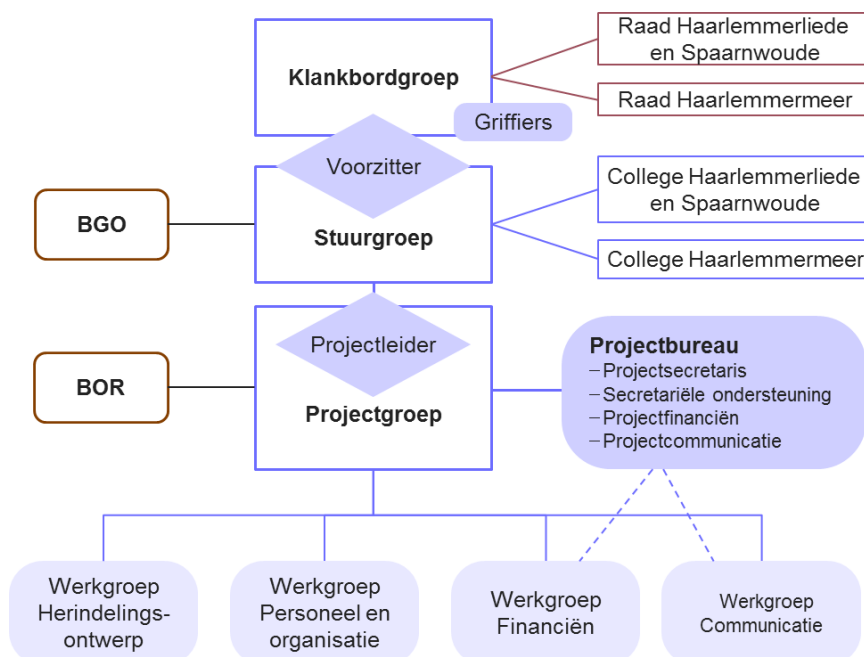 Klankbordgroep
Griffiers
Raad Haarlemmerliede
en Spaarnwoude
Raad Haarlemmermeer
Voorzitter
BGO
Stuurgroep
College Haarlemmerliede
en Spaarnwoude
College Haarlemmermeer
Projectleider
BOR
Projectgroep
Projectbureau
–Projectsecretaris
–Secretariële ondersteuning
–Projectfinanciën
–Projectcommunicatie
Werkgroep
Herindelings-
ontwerp
Werkgroep
Personeel en
organisatie
Werkgroep
Financiën
Werkgroep
Communicatie